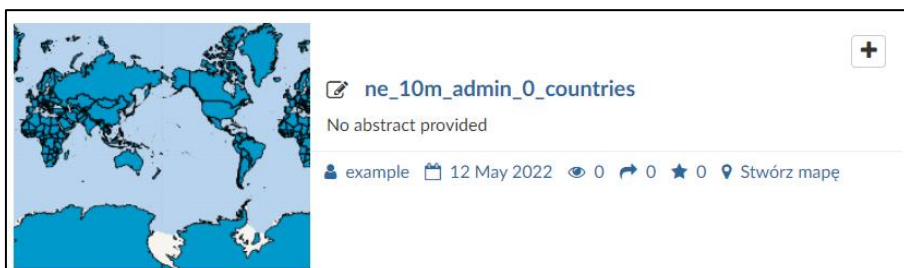 ne_10m_admin_0_countries
No abstract provided
example 12 May 2022 0 0 0 Stwórz mapę